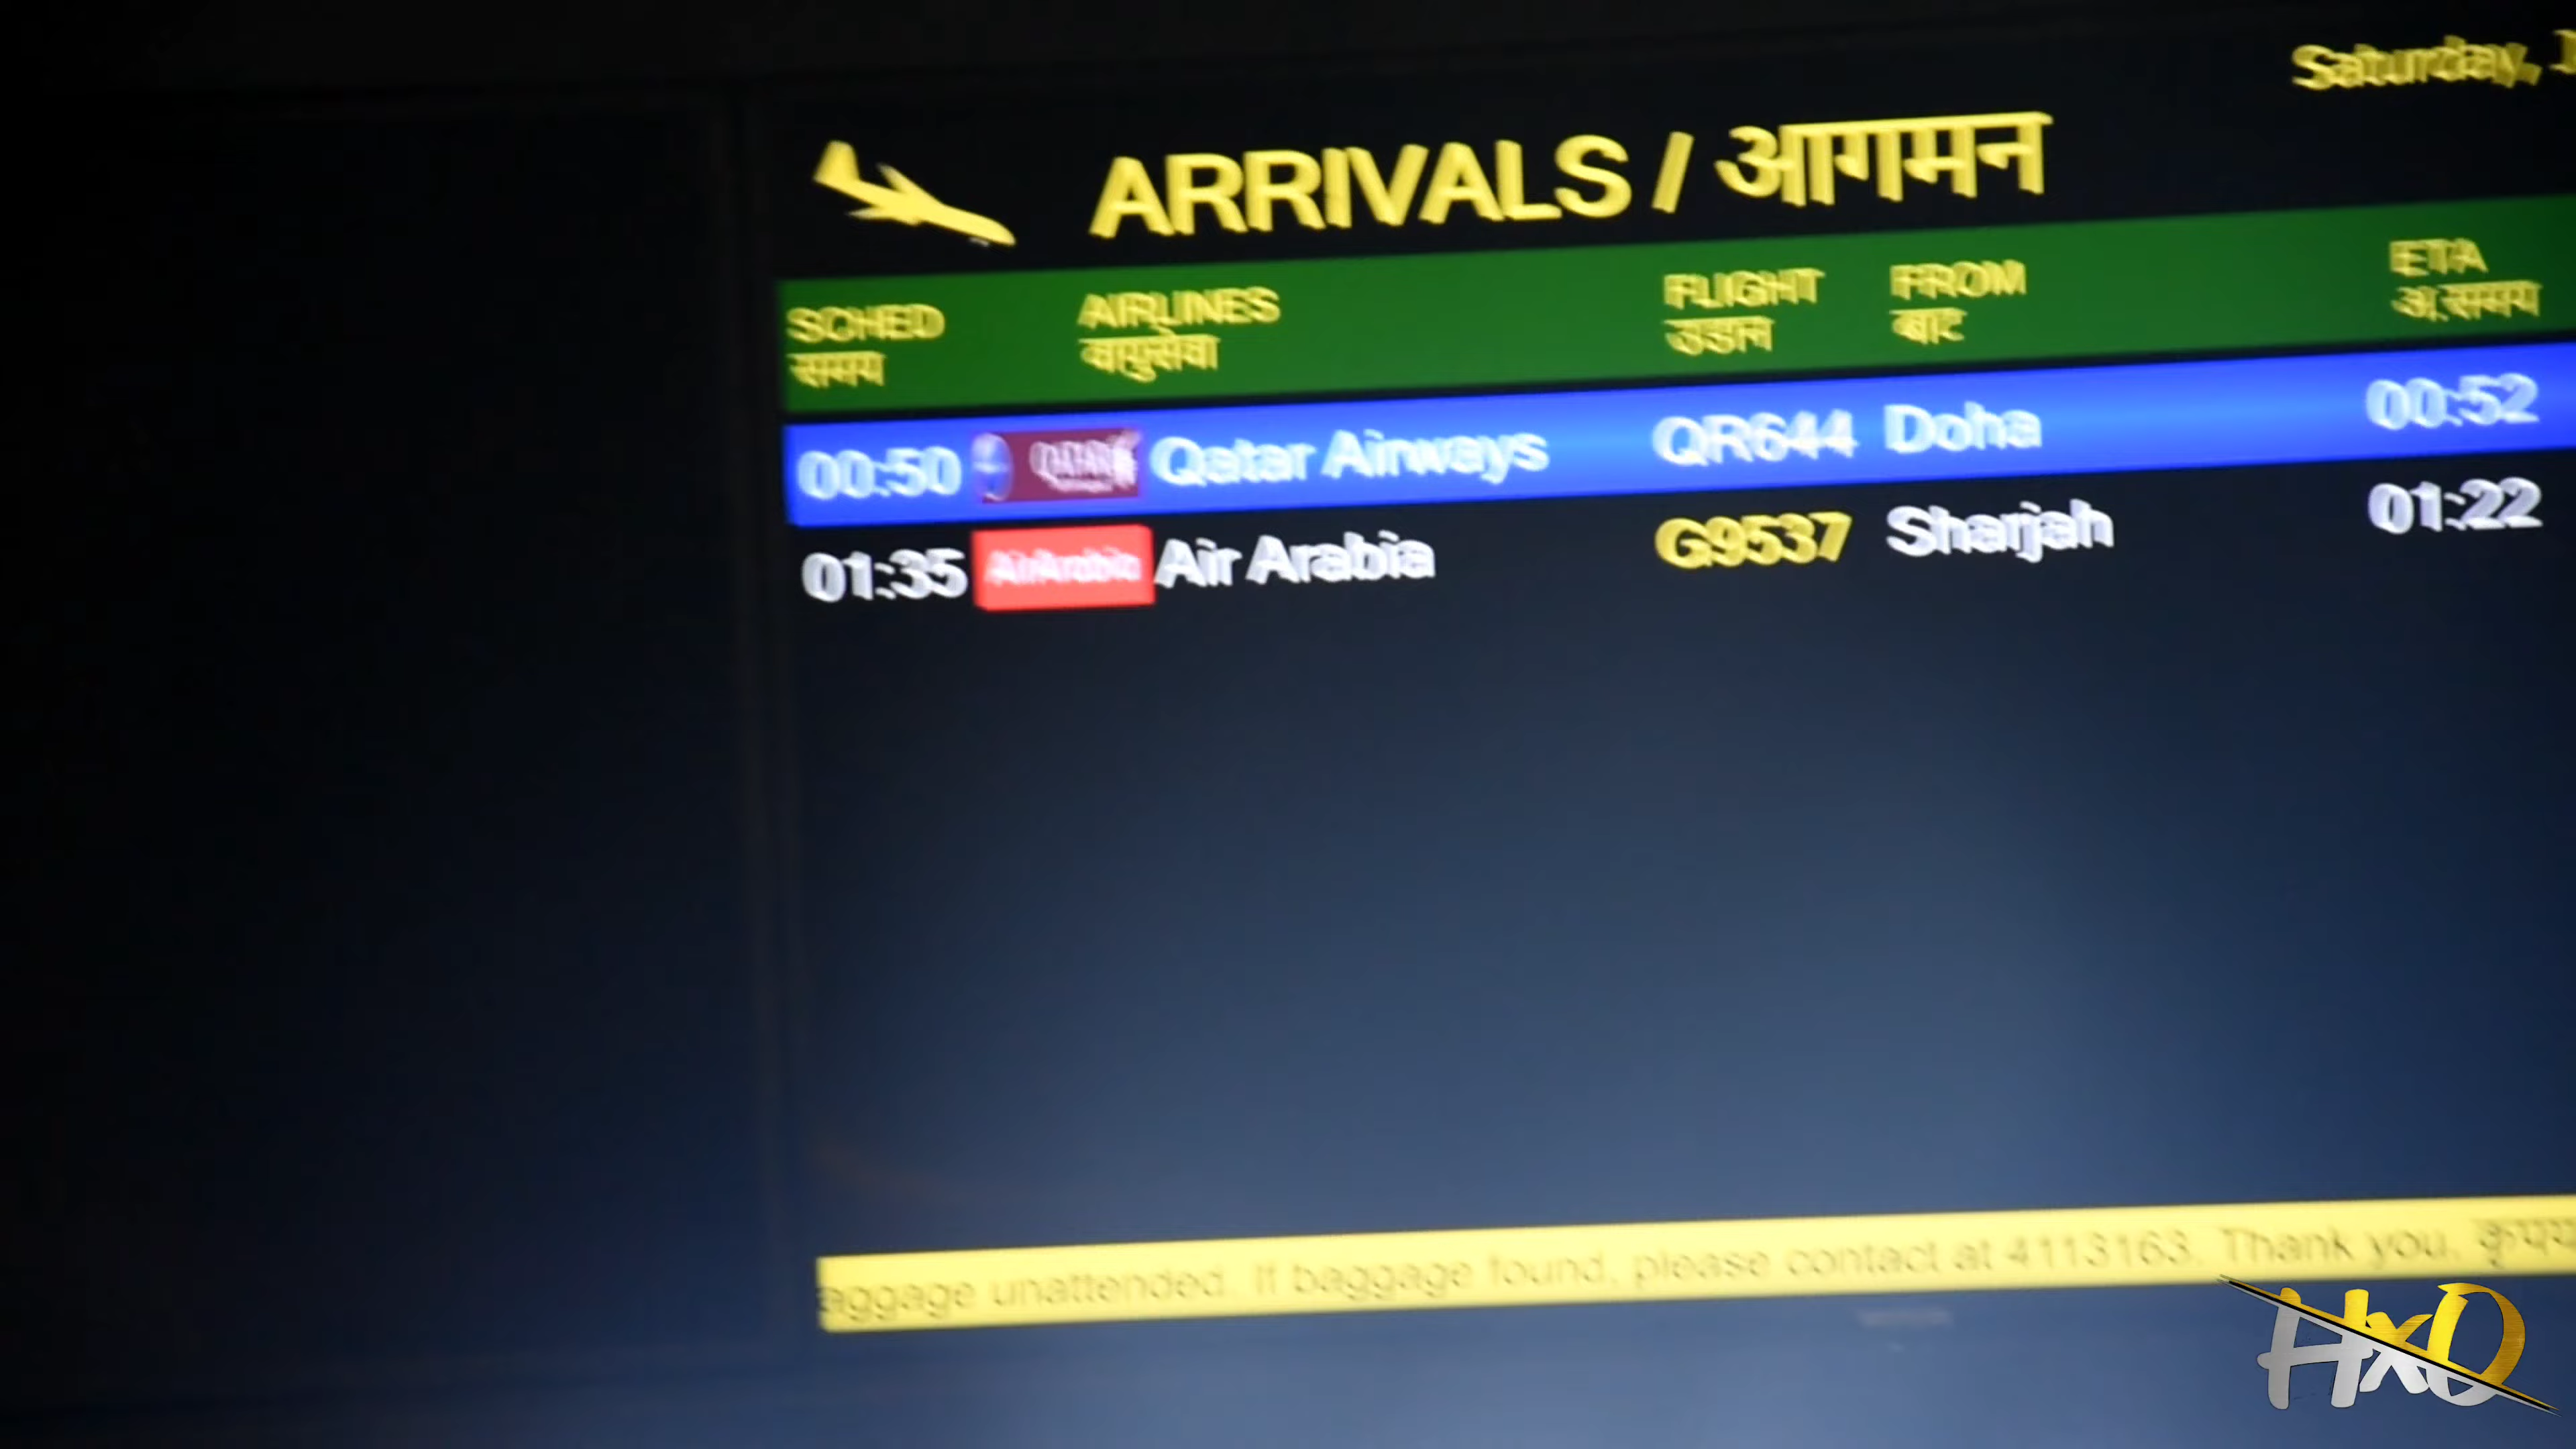 Saturday,
ARRIVALS / आगमन
SCHED AIRLINES FLIGHT FROM ETA
समय वायुसेवा उडान बाट अ.समय
00:50 QATAR Qatar Airways QR644 Doha 00:52
01:35 AirArabia Air Arabia G9537 Sharjah 01:22
aggage unattended. If baggage found, please contact at 4113163. Thank you.
HxD